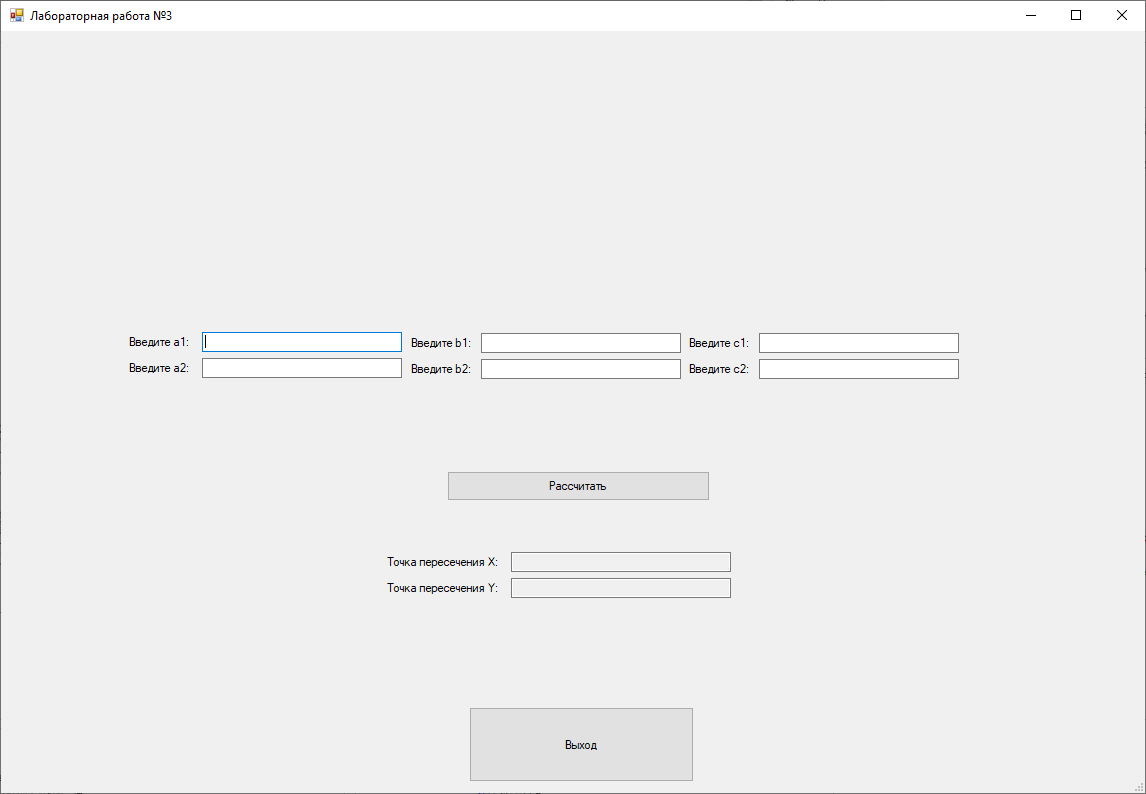 Лабораторная работа №3
Введите a1: Введите b1: Введите c1:
Введите a2: Введите b2: Введите c2:
Рассчитать
Точка пересечения X:
Точка пересечения Y:
Выход